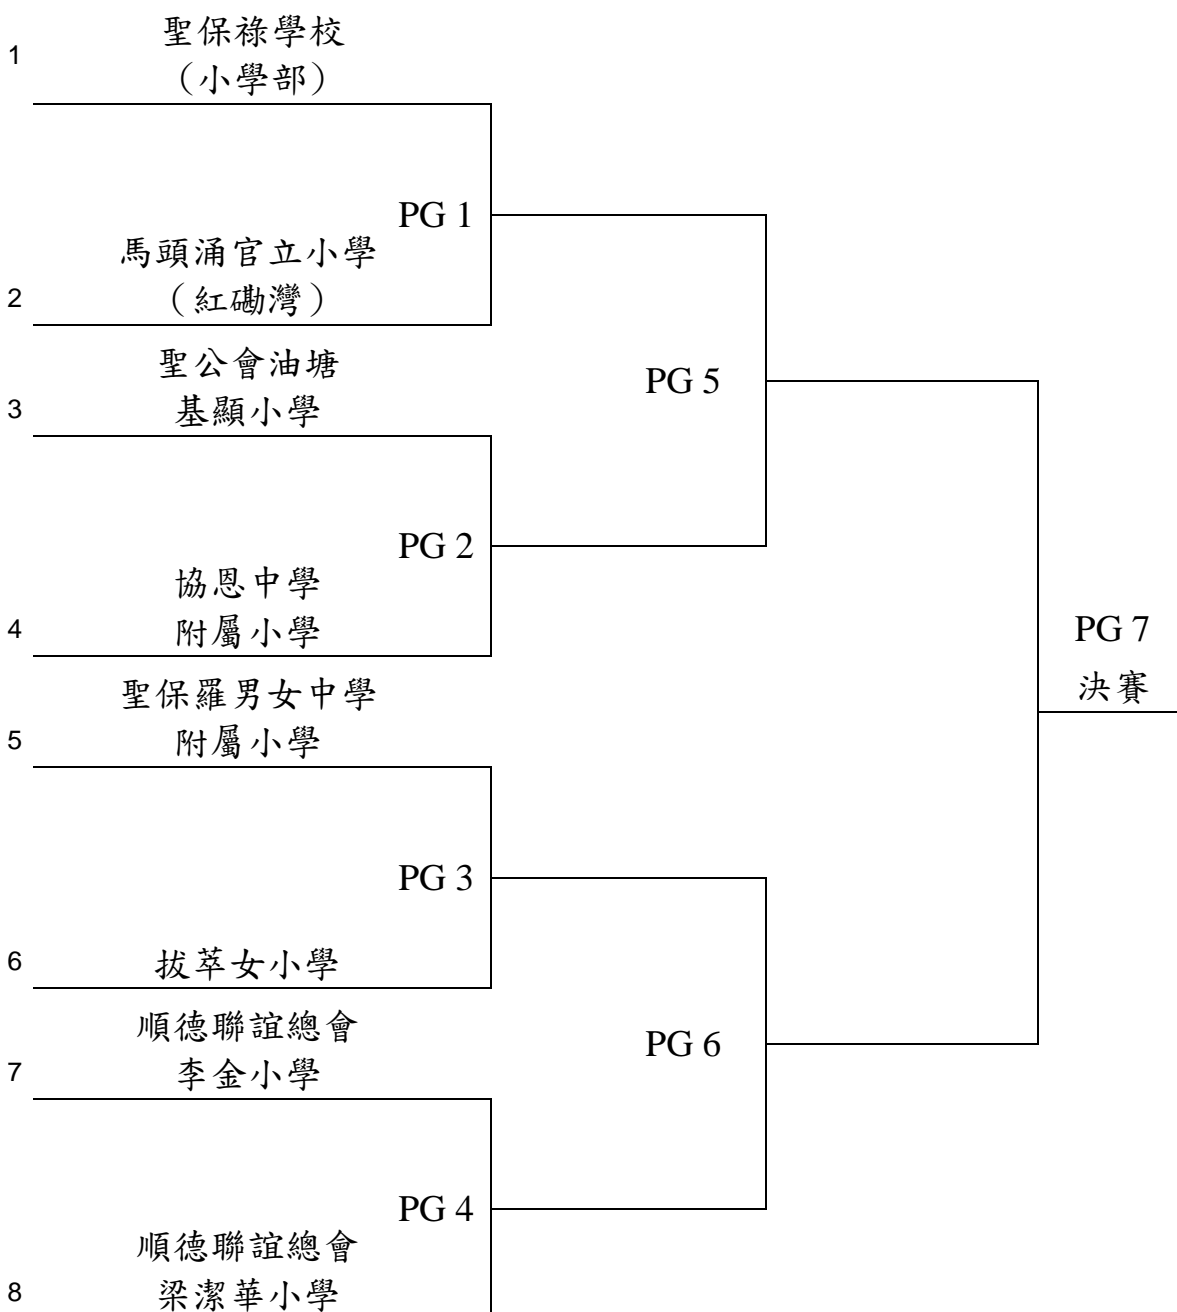 聖保祿學校
1
（小學部）
PG 1
馬頭涌官立小學
2
（紅磡灣）
聖公會油塘
PG 5
3
基顯小學
PG 2
協恩中學
4
附屬小學
PG 7
聖保羅男女中學
決賽
5
附屬小學
PG 3
6
拔萃女小學
順德聯誼總會
PG 6
7
李金小學
PG 4
順德聯誼總會
8
梁潔華小學